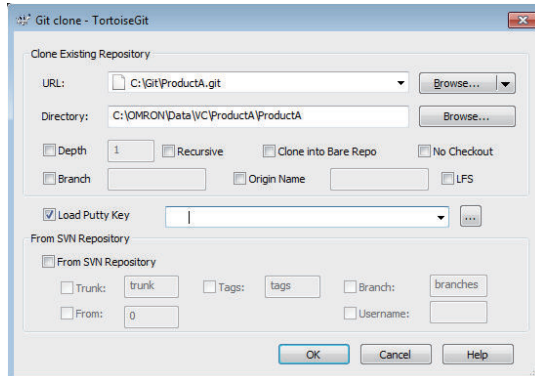 Git clone - TortoiseGit
Clone Existing Repository
URL: C:\Git\ProductA.git Browse...
Directory: C:\OMRON\Data\VC\ProductA\ProductA Browse...
Depth 1 Recursive Clone into Bare Repo No Checkout
Branch Origin Name LFS
Load Putty Key ...
From SVN Repository
From SVN Repository
Trunk: trunk Tags: tags Branch: branches
From: 0 Username:
OK Cancel Help